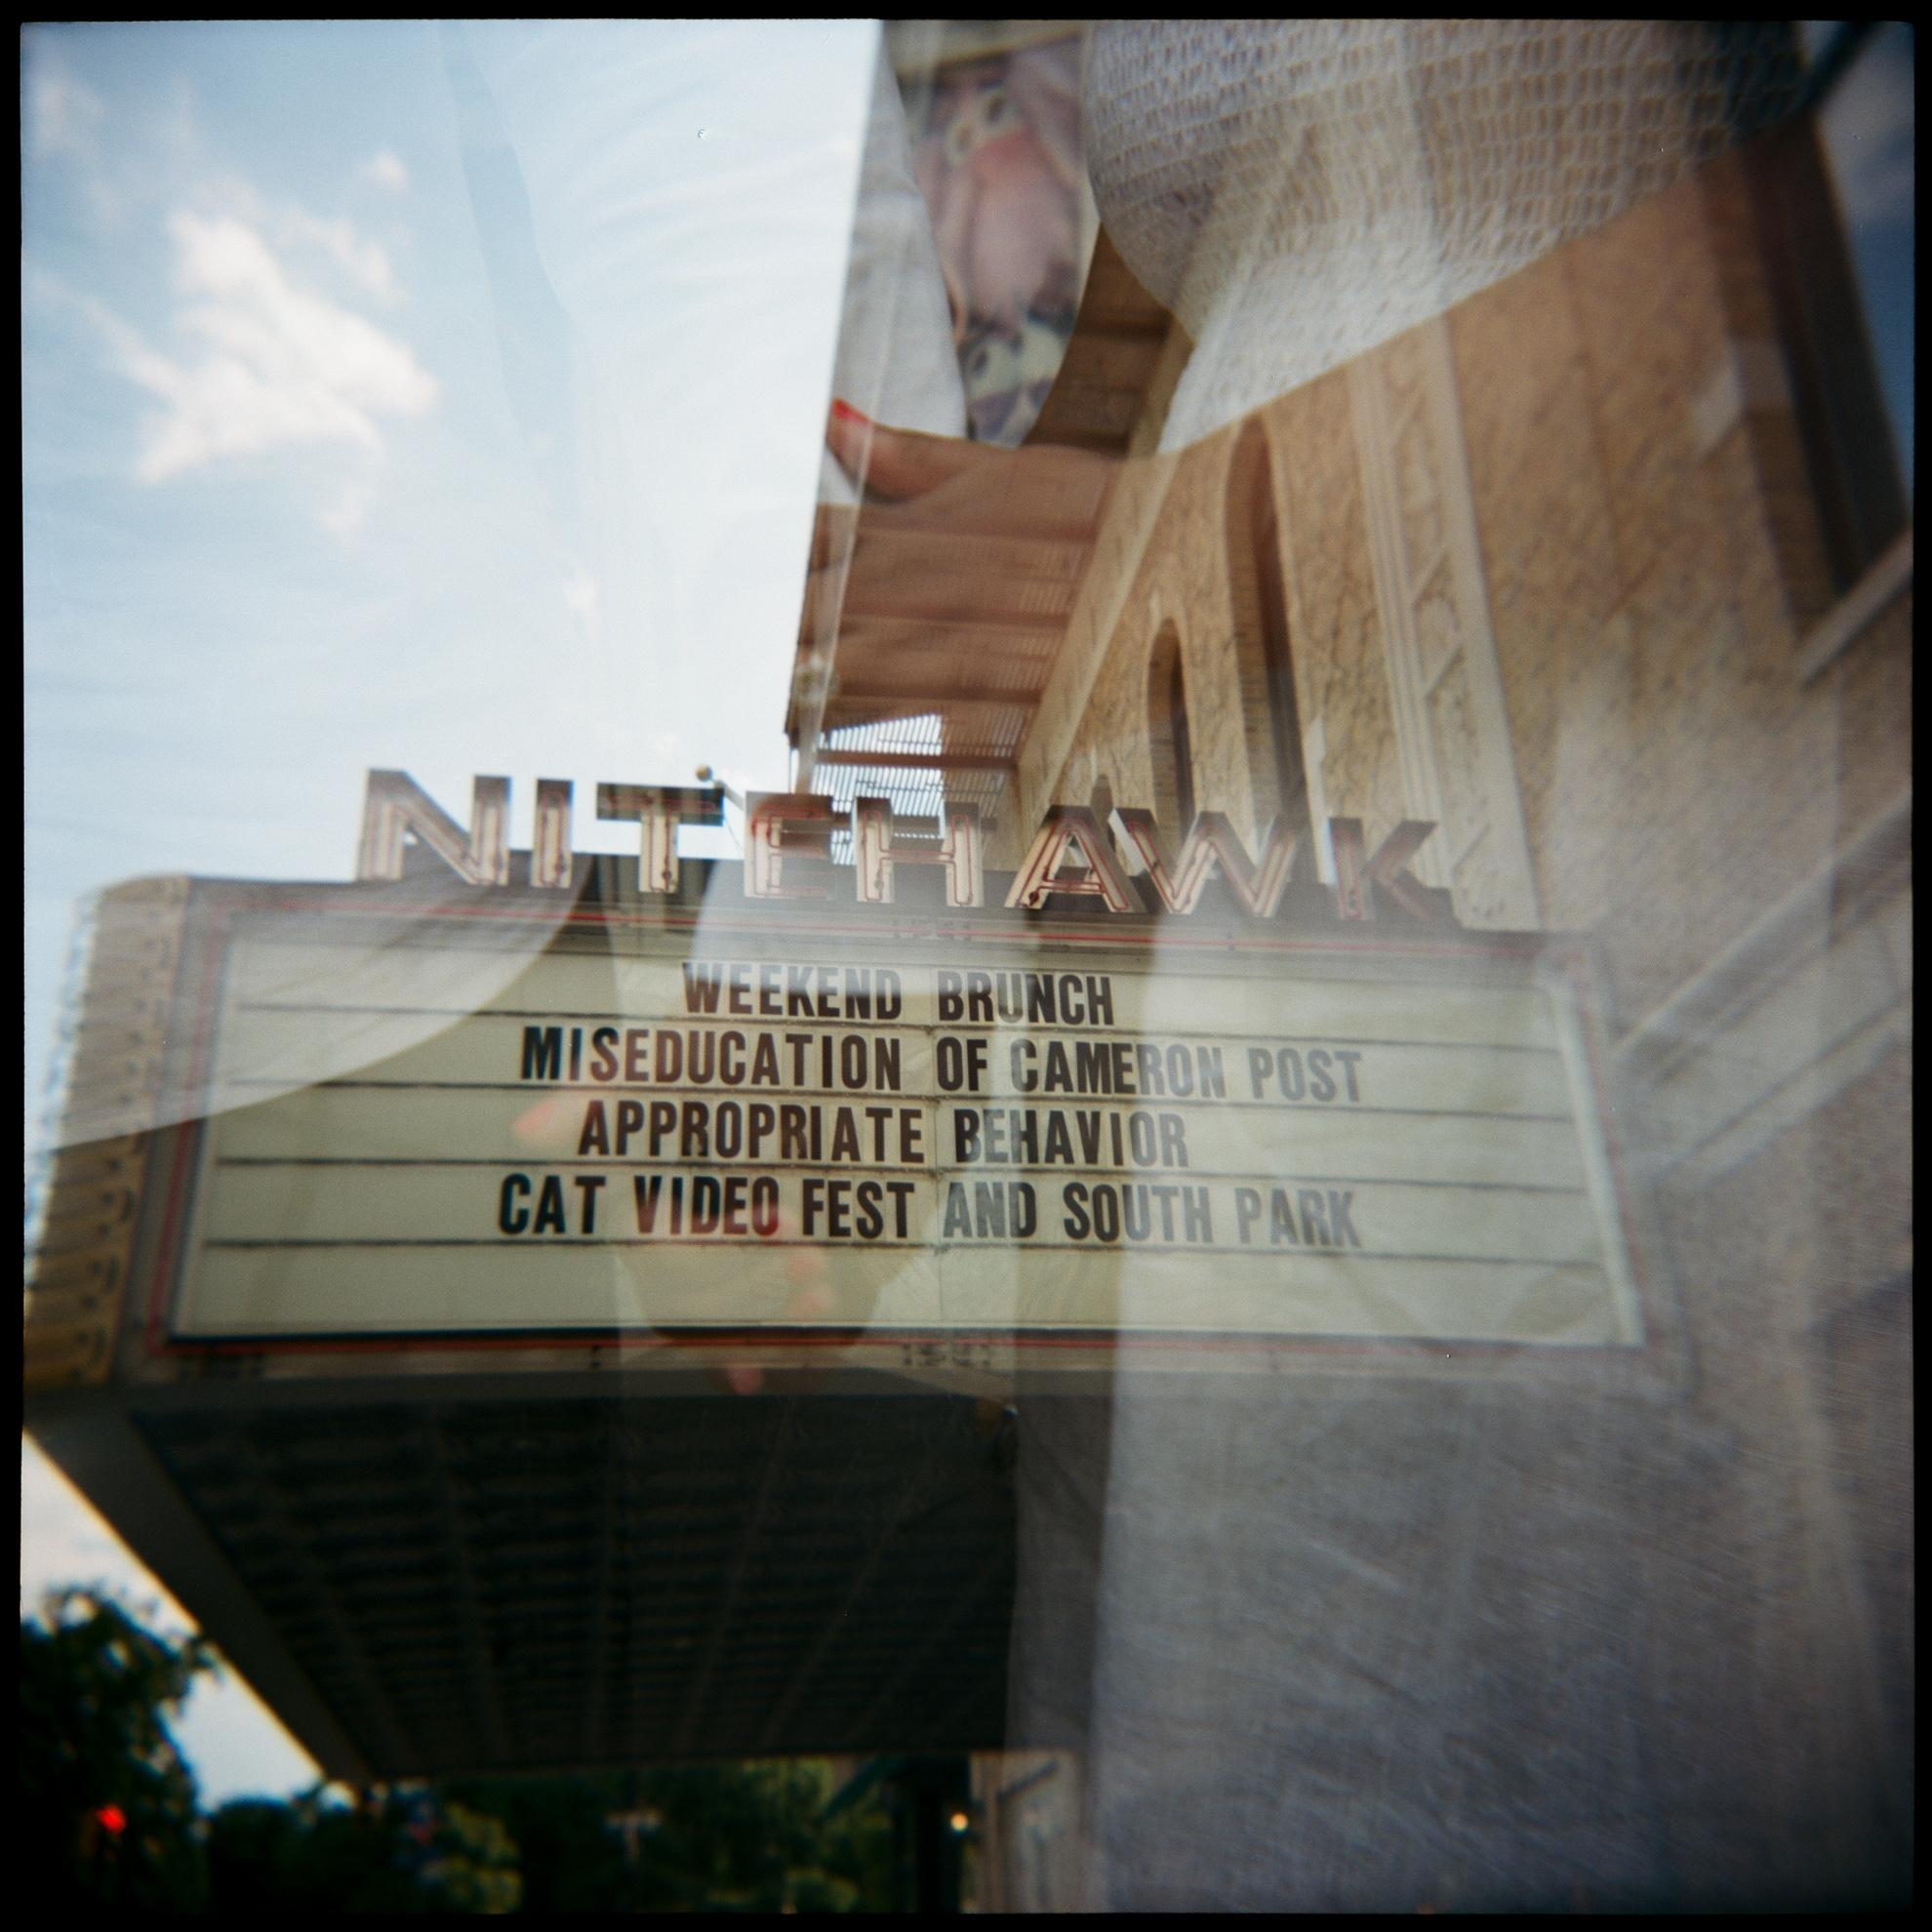 NITEHAWK
WEEKEND BRUNCH
MISEDUCATION OF CAMERON POST
APPROPRIATE BEHAVIOR
CAT VIDEO FEST AND SOUTH PARK